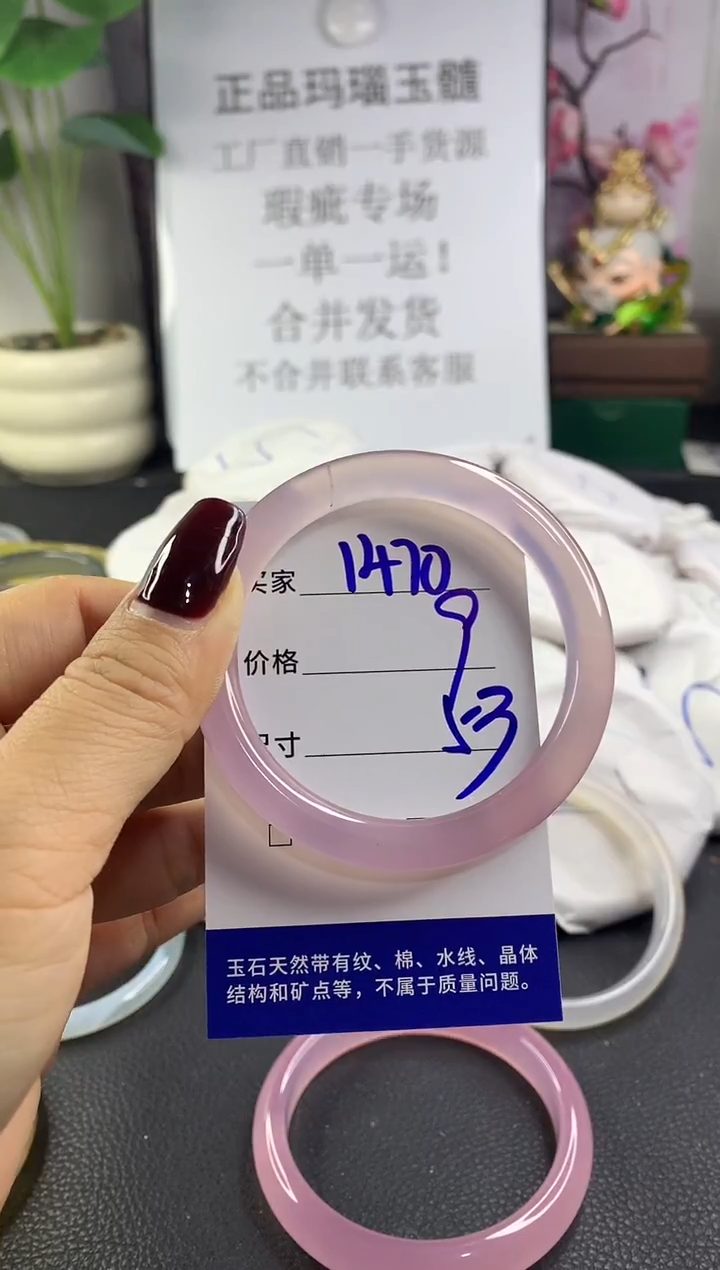 正品玛瑙玉髓
工厂直销一手货源
瑕疵专场
一单一运！
合并发货
不合并联系客服
买家 1470
价格 9
尺寸 53
玉石天然带有纹、棉、水线、晶体
结构和矿点等，不属于质量问题。